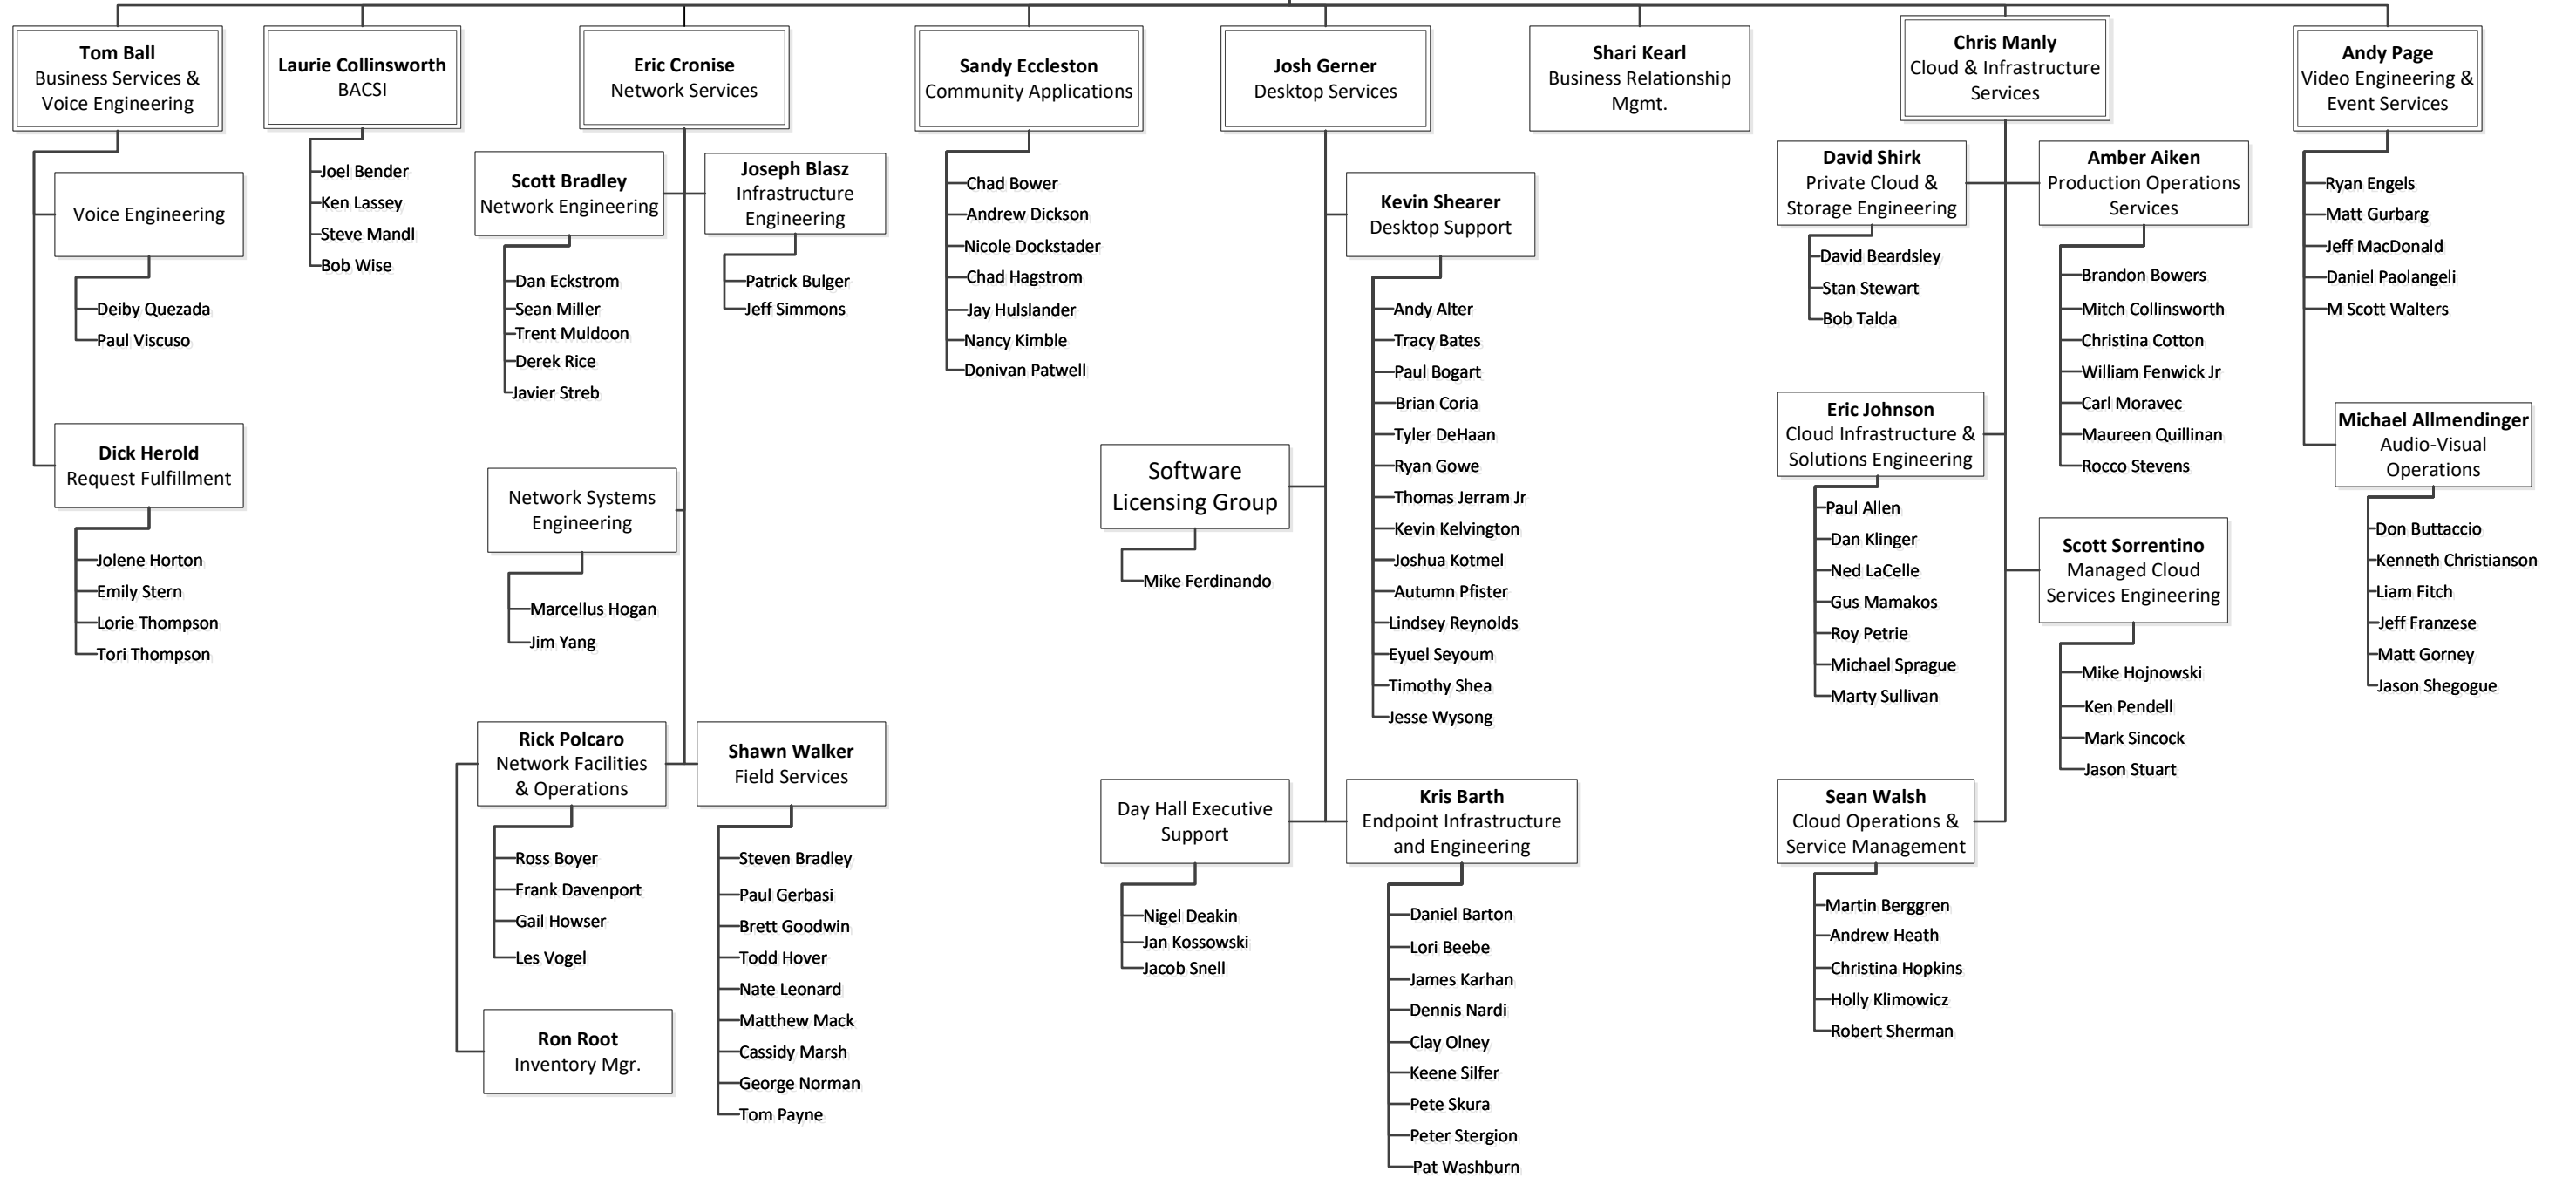 Tom Ball
Business Services &
Voice Engineering
Voice Engineering
Deiby Quezada
Paul Viscuso
Dick Herold
Request Fulfillment
Jolene Horton
Emily Stern
Lorie Thompson
Tori Thompson
Laurie Collinsworth
BACSI
Joel Bender
Ken Lassey
Steve Mandl
Bob Wise
Eric Cronise
Network Services
Scott Bradley
Network Engineering
Dan Eckstrom
Sean Miller
Trent Muldoon
Derek Rice
Javier Streb
Joseph Blasz
Infrastructure
Engineering
Patrick Bulger
Jeff Simmons
Network Systems
Engineering
Marcellus Hogan
Jim Yang
Rick Polcaro
Network Facilities
& Operations
Ross Boyer
Frank Davenport
Gail Howser
Les Vogel
Ron Root
Inventory Mgr.
Shawn Walker
Field Services
Steven Bradley
Paul Gerbasi
Brett Goodwin
Todd Hover
Nate Leonard
Matthew Mack
Cassidy Marsh
George Norman
Tom Payne
Sandy Eccleston
Community Applications
Chad Bower
Andrew Dickson
Nicole Dockstader
Chad Hagstrom
Jay Hulslander
Nancy Kimble
Donivan Patwell
Josh Gerner
Desktop Services
Kevin Shearer
Desktop Support
Andy Alter
Tracy Bates
Paul Bogart
Brian Coria
Tyler DeHaan
Ryan Gowe
Thomas Jerram Jr
Kevin Kelvington
Joshua Kotmel
Autumn Pfister
Lindsey Reynolds
Eyuel Seyoum
Timothy Shea
Jesse Wysong
Software
Licensing Group
Mike Ferdinando
Day Hall Executive
Support
Nigel Deakin
Jan Kossowski
Jacob Snell
Kris Barth
Endpoint Infrastructure
and Engineering
Daniel Barton
Lori Beebe
James Karhan
Dennis Nardi
Clay Olney
Keene Silfer
Pete Skura
Peter Stergion
Pat Washburn
Shari Kearl
Business Relationship
Mgmt.
Chris Manly
Cloud & Infrastructure
Services
David Shirk
Private Cloud &
Storage Engineering
David Beardsley
Stan Stewart
Bob Talda
Amber Aiken
Production Operations
Services
Brandon Bowers
Mitch Collinsworth
Christina Cotton
William Fenwick Jr
Carl Moravec
Maureen Quillinan
Rocco Stevens
Eric Johnson
Cloud Infrastructure &
Solutions Engineering
Paul Allen
Dan Klinger
Ned LaCelle
Gus Mamakos
Roy Petrie
Michael Sprague
Marty Sullivan
Scott Sorrentino
Managed Cloud
Services Engineering
Mike Hojnowski
Ken Pendell
Mark Sincock
Jason Stuart
Sean Walsh
Cloud Operations &
Service Management
Martin Berggren
Andrew Heath
Christina Hopkins
Holly Klimowicz
Robert Sherman
Andy Page
Video Engineering &
Event Services
Ryan Engels
Matt Gurbarg
Jeff MacDonald
Daniel Paolangeli
M Scott Walters
Michael Allmendinger
Audio-Visual
Operations
Don Buttaccio
Kenneth Christianson
Liam Fitch
Jeff Franzese
Matt Gorney
Jason Shegogue